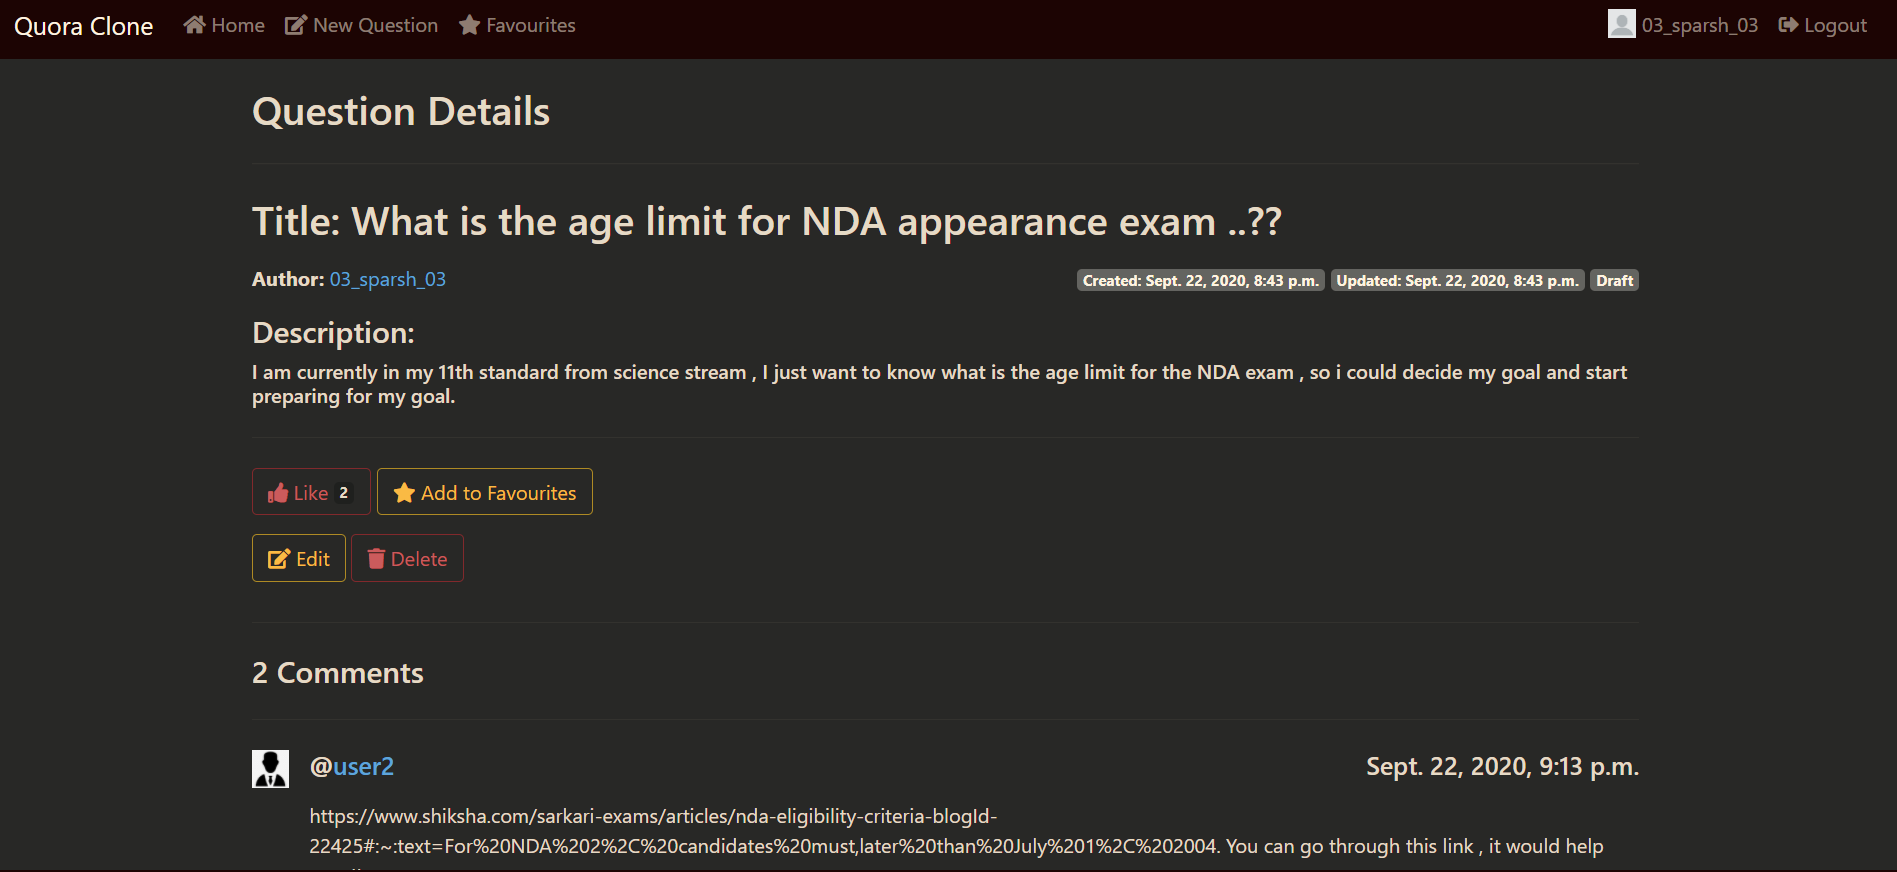 Quora Clone Home New Question Favourites 03_sparsh_03 Logout
Question Details
Title: What is the age limit for NDA appearance exam ..??
Author: 03_sparsh_03 Created: Sept. 22, 2020, 8:43 p.m. Updated: Sept. 22, 2020, 8:43 p.m. Draft
Description:
I am currently in my 11th standard from science stream , I just want to know what is the age limit for the NDA exam , so i could decide my goal and start
preparing for my goal.
Like 2 Add to Favourites
Edit Delete
2 Comments
@user2 Sept. 22, 2020, 9:13 p.m.
https://www.shiksha.com/sarkari-exams/articles/nda-eligibility-criteria-blogId-
22425#:~:text=For%20NDA%202%2C%20candidates%20must,later%20than%20July%201%2C%202004. You can go through this link , it would help